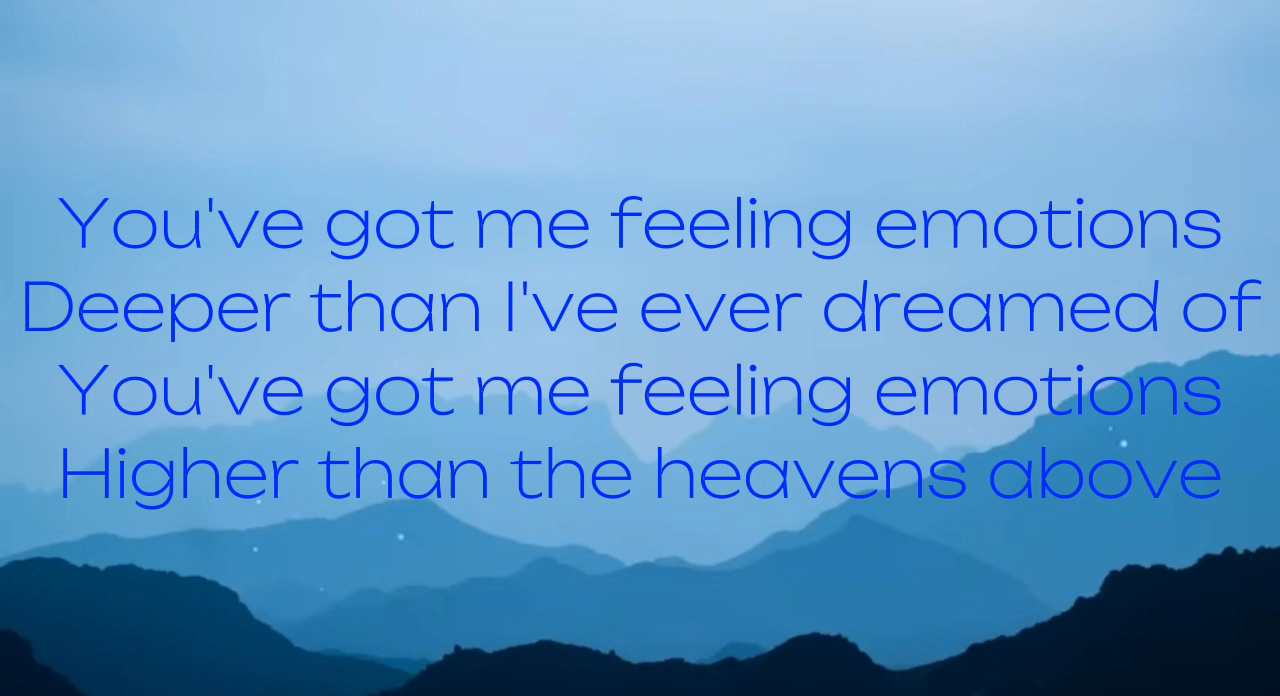 You've got me feeling emotions
Deeper than I've ever dreamed of
You've got me feeling emotions
Higher than the heavens above